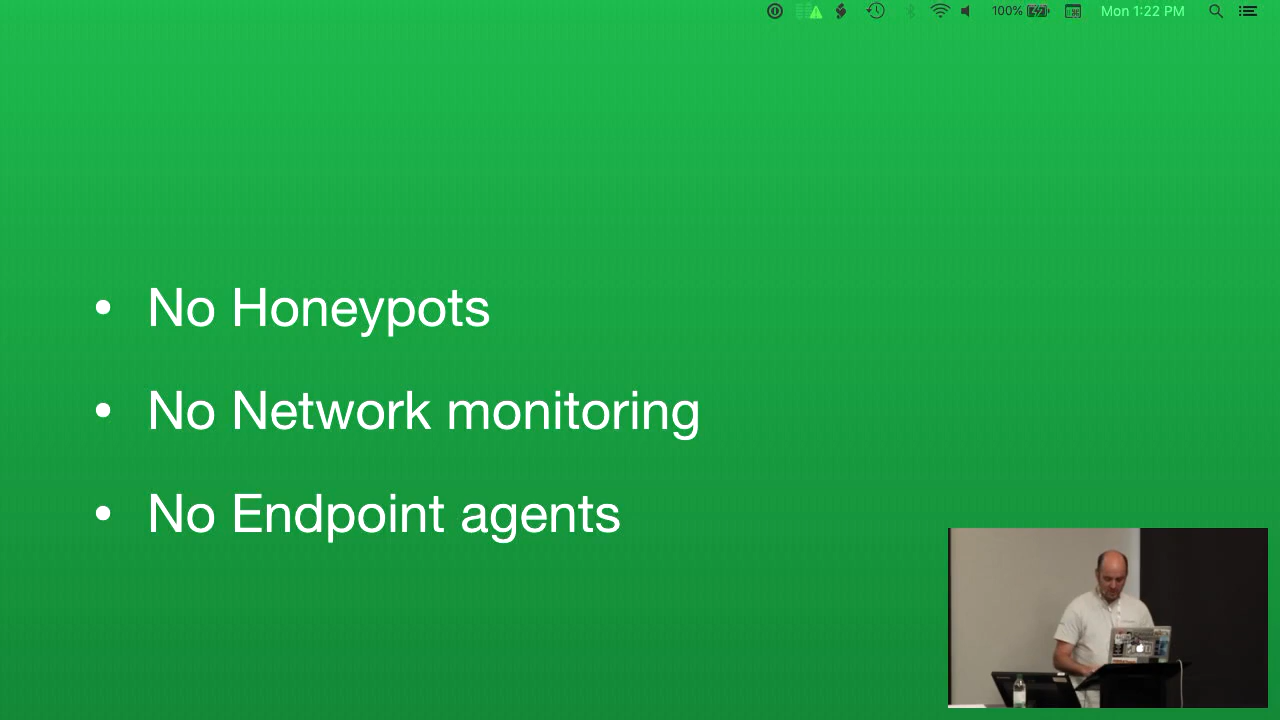 100%
Mon 1:22 PM
• No Honeypots
• No Network monitoring
• No Endpoint agents